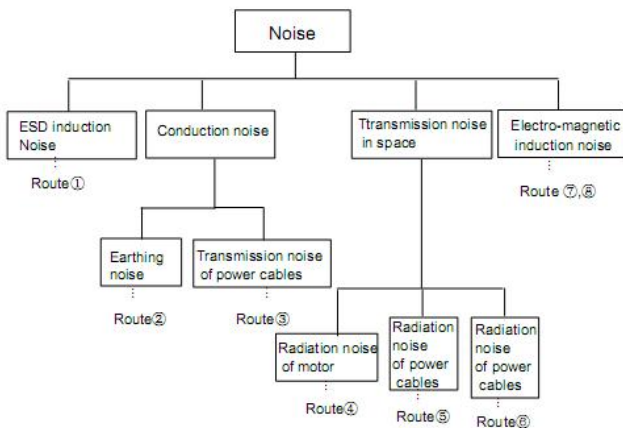 Noise
ESD induction
Noise
Conduction noise
Ttransmission noise
in space
Electro-magnetic
induction noise
Route①
Route ⑦,⑧
Earthing
noise
Transmission noise
of power cables
Route②
Route③
Radiation noise
of motor
Radiation
noise
of power
cables
Radiation
noise
of power
cables
Route④
Route⑤
Route⑥